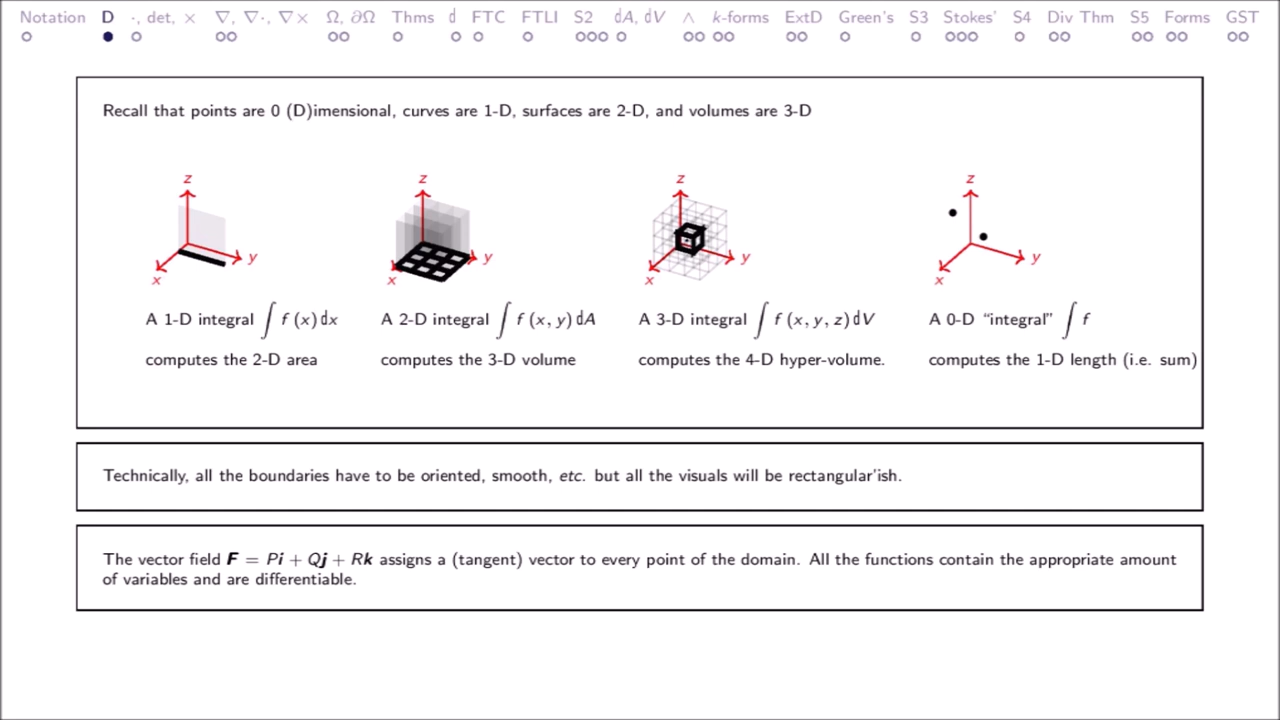 Notation D ·, det, × ∇, ∇·, ∇× Ω, ∂Ω Thms d FTC FTLI S2 dA, dV ∧ k-forms ExtD Green's S3 Stokes' S4 Div Thm S5 Forms GST
Recall that points are 0 (D)imensional, curves are 1-D, surfaces are 2-D, and volumes are 3-D
z z z z
y y y y
x x x x
A 1-D integral ∫ f (x) dx A 2-D integral ∫ f (x, y) dA A 3-D integral ∫ f (x, y, z) dV A 0-D “integral” ∫ f
computes the 2-D area computes the 3-D volume computes the 4-D hyper-volume. computes the 1-D length (i.e. sum)
Technically, all the boundaries have to be oriented, smooth, etc. but all the visuals will be rectangular'ish.
The vector field F = Pi + Qj + Rk assigns a (tangent) vector to every point of the domain. All the functions contain the appropriate amount
of variables and are differentiable.